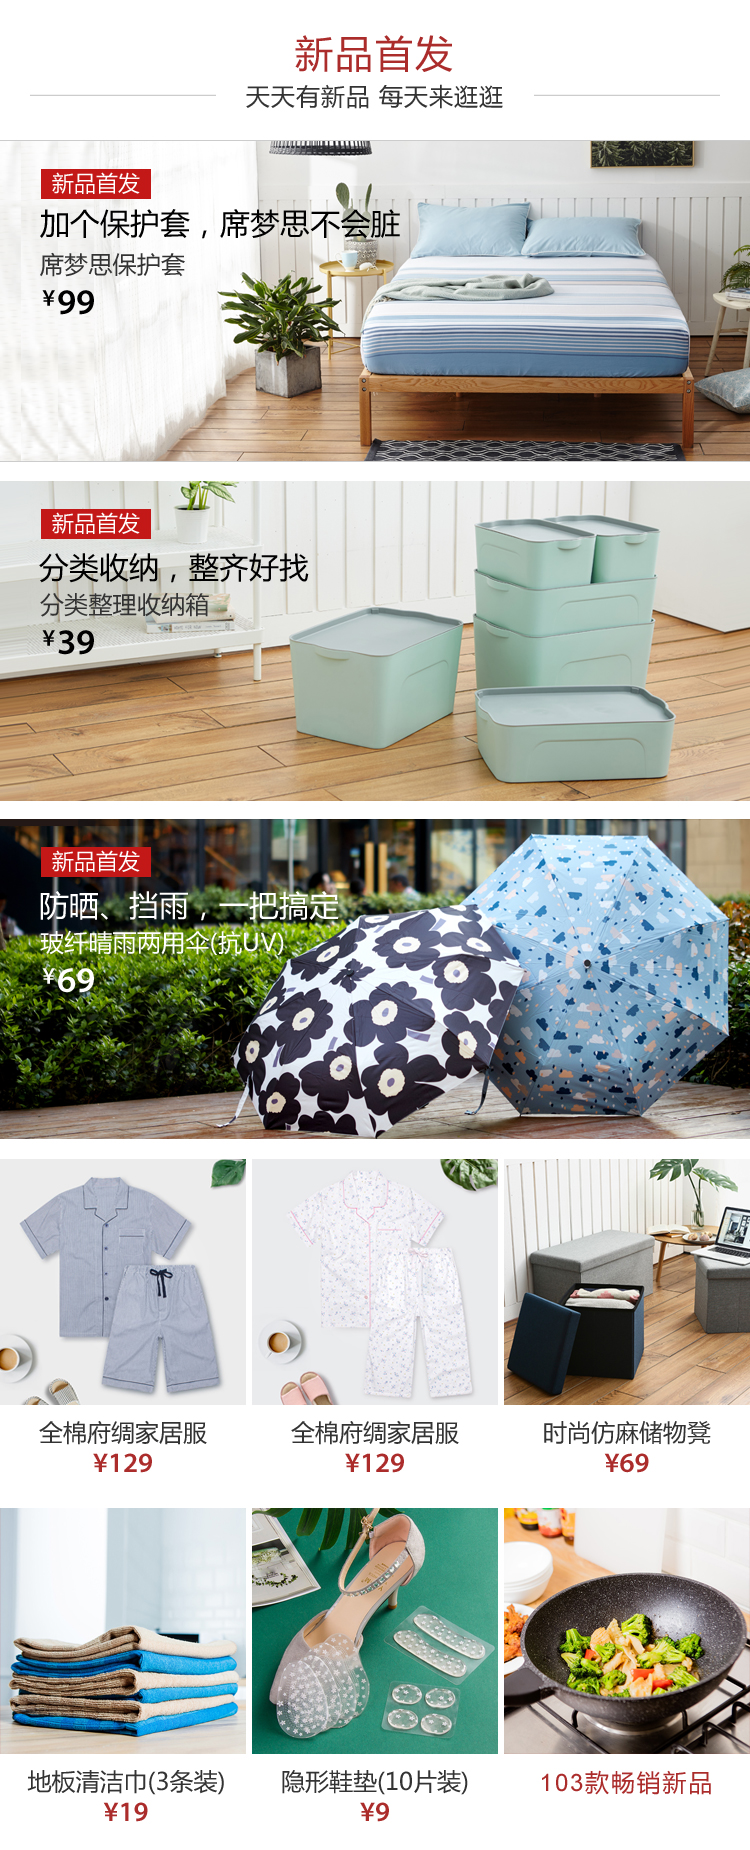 新品首发
天天有新品 每天来逛逛
新品首发
加个保护套，席梦思不会脏
席梦思保护套
¥99
新品首发
分类收纳，整齐好找
分类整理收纳箱
¥39
新品首发
防晒、挡雨，一把搞定
玻纤晴雨两用伞(抗UV)
¥69
全棉府绸家居服
¥129
全棉府绸家居服
¥129
时尚仿麻储物凳
¥69
地板清洁巾(3条装)
¥19
隐形鞋垫(10片装)
¥9
103款畅销新品